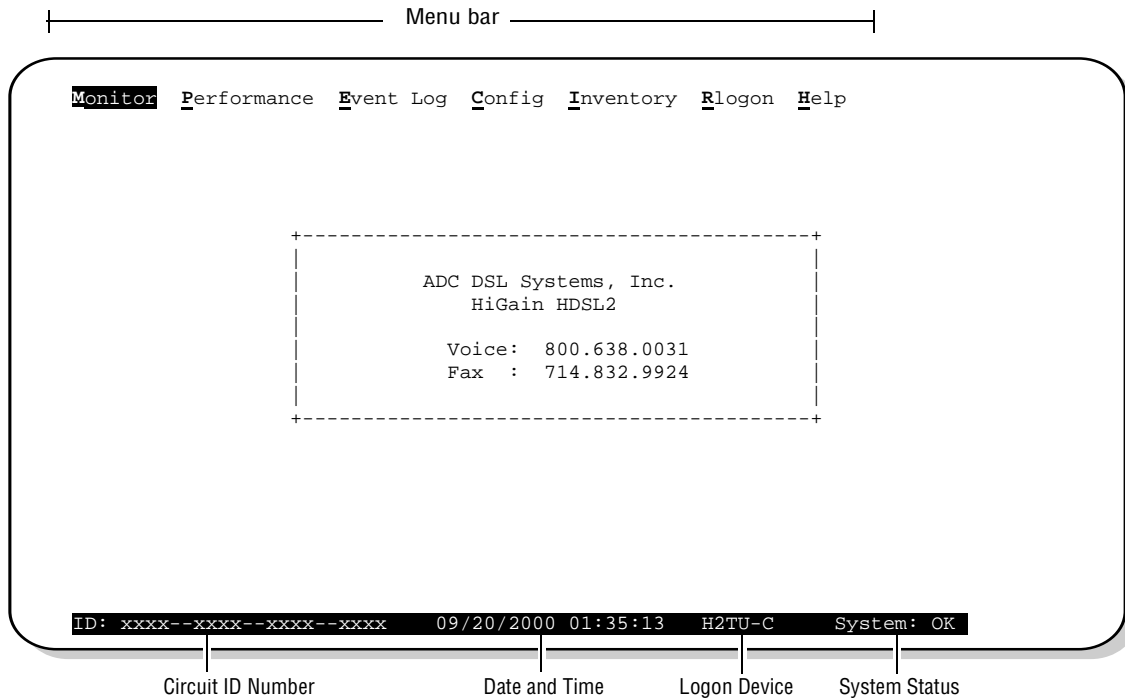 Menu bar
Monitor Performance Event Log Config Inventory Rlogon Help
ADC DSL Systems, Inc.
HiGain HDSL2
Voice: 800.638.0031
Fax : 714.832.9924
ID: xxxx--xxxx--xxxx--xxxx 09/20/2000 01:35:13 H2TU-C System: OK
Circuit ID Number Date and Time Logon Device System Status